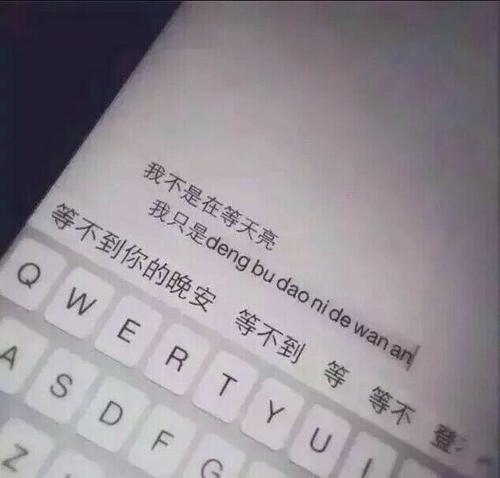 我不是在等天亮
我只是deng bu dao ni de wan an
等不到你的晚安 等不到 等 等不 登
Q W E R T Y U I
A S D F G
Z